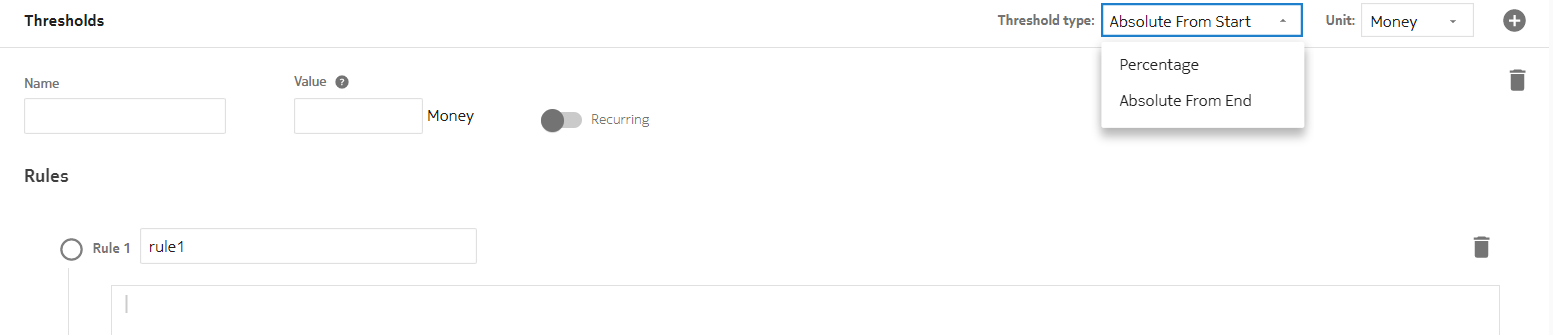 Thresholds
Threshold type: Absolute From Start Unit: Money
Percentage
Absolute From End
Name
Value ?
Money
Recurring
Rules
Rule 1 rule1